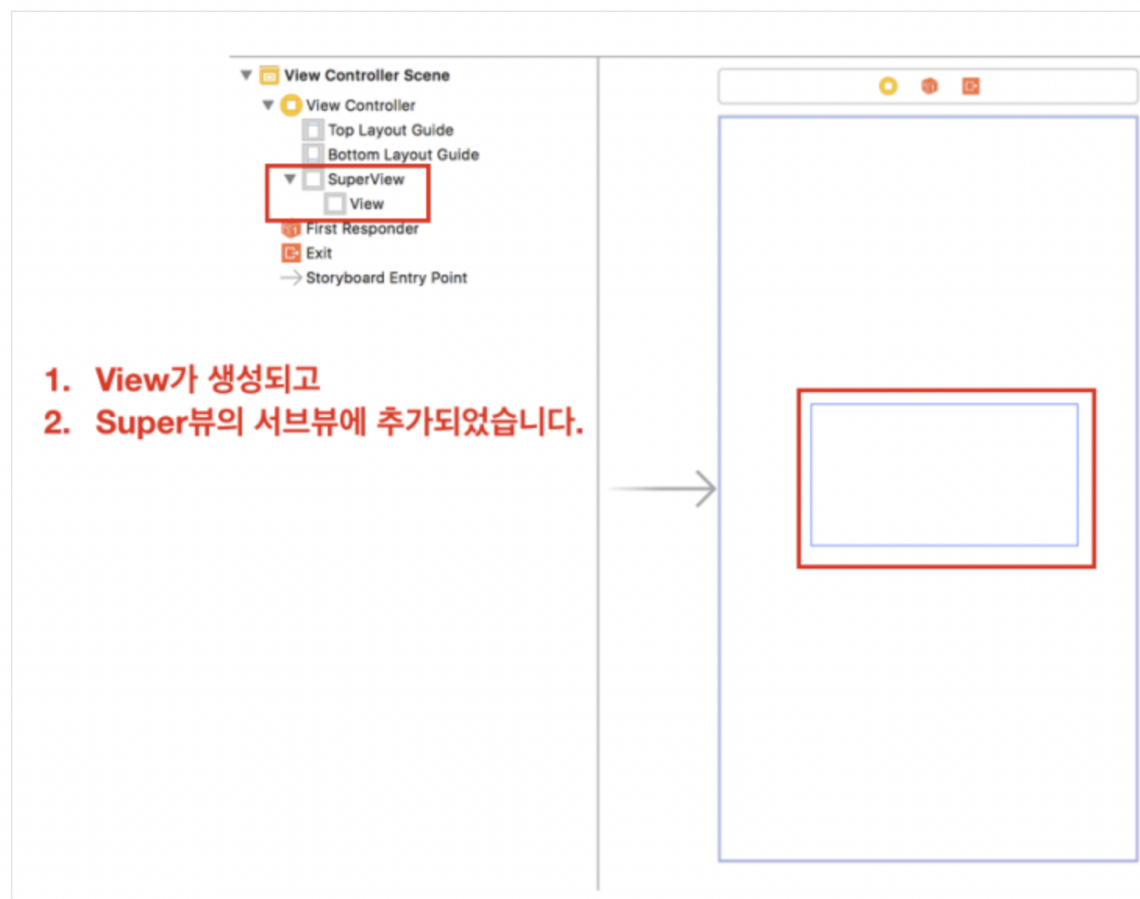 View Controller Scene
View Controller
Top Layout Guide
Bottom Layout Guide
SuperView
View
First Responder
Exit
Storyboard Entry Point
1. View가 생성되고
2. Super뷰의 서브뷰에 추가되었습니다.